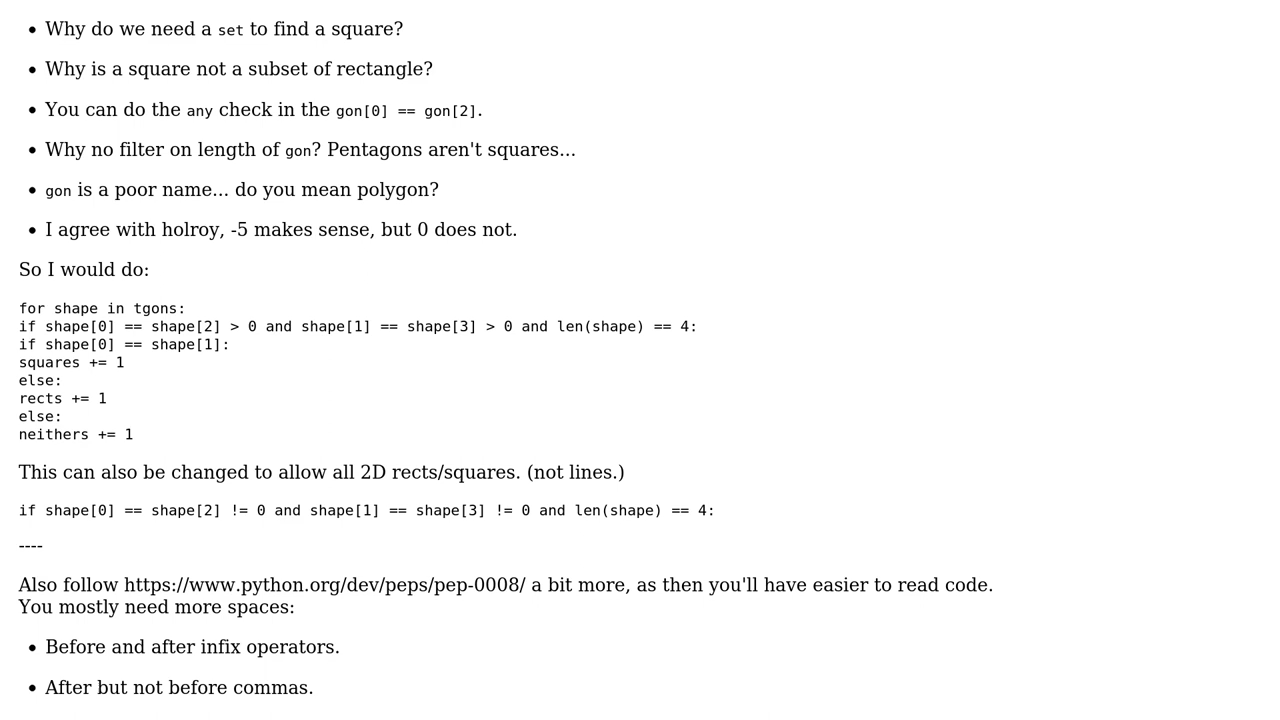 • Why do we need a set to find a square?
• Why is a square not a subset of rectangle?
• You can do the any check in the gon[0] == gon[2].
• Why no filter on length of gon? Pentagons aren't squares...
• gon is a poor name... do you mean polygon?
• I agree with holroy, -5 makes sense, but 0 does not.
So I would do:
for shape in tgons:
if shape[0] == shape[2] > 0 and shape[1] == shape[3] > 0 and len(shape) == 4:
if shape[0] == shape[1]:
squares += 1
else:
rects += 1
else:
neithers += 1
This can also be changed to allow all 2D rects/squares. (not lines.)
if shape[0] == shape[2] != 0 and shape[1] == shape[3] != 0 and len(shape) == 4:
----
Also follow https://www.python.org/dev/peps/pep-0008/ a bit more, as then you'll have easier to read code.
You mostly need more spaces:
• Before and after infix operators.
• After but not before commas.